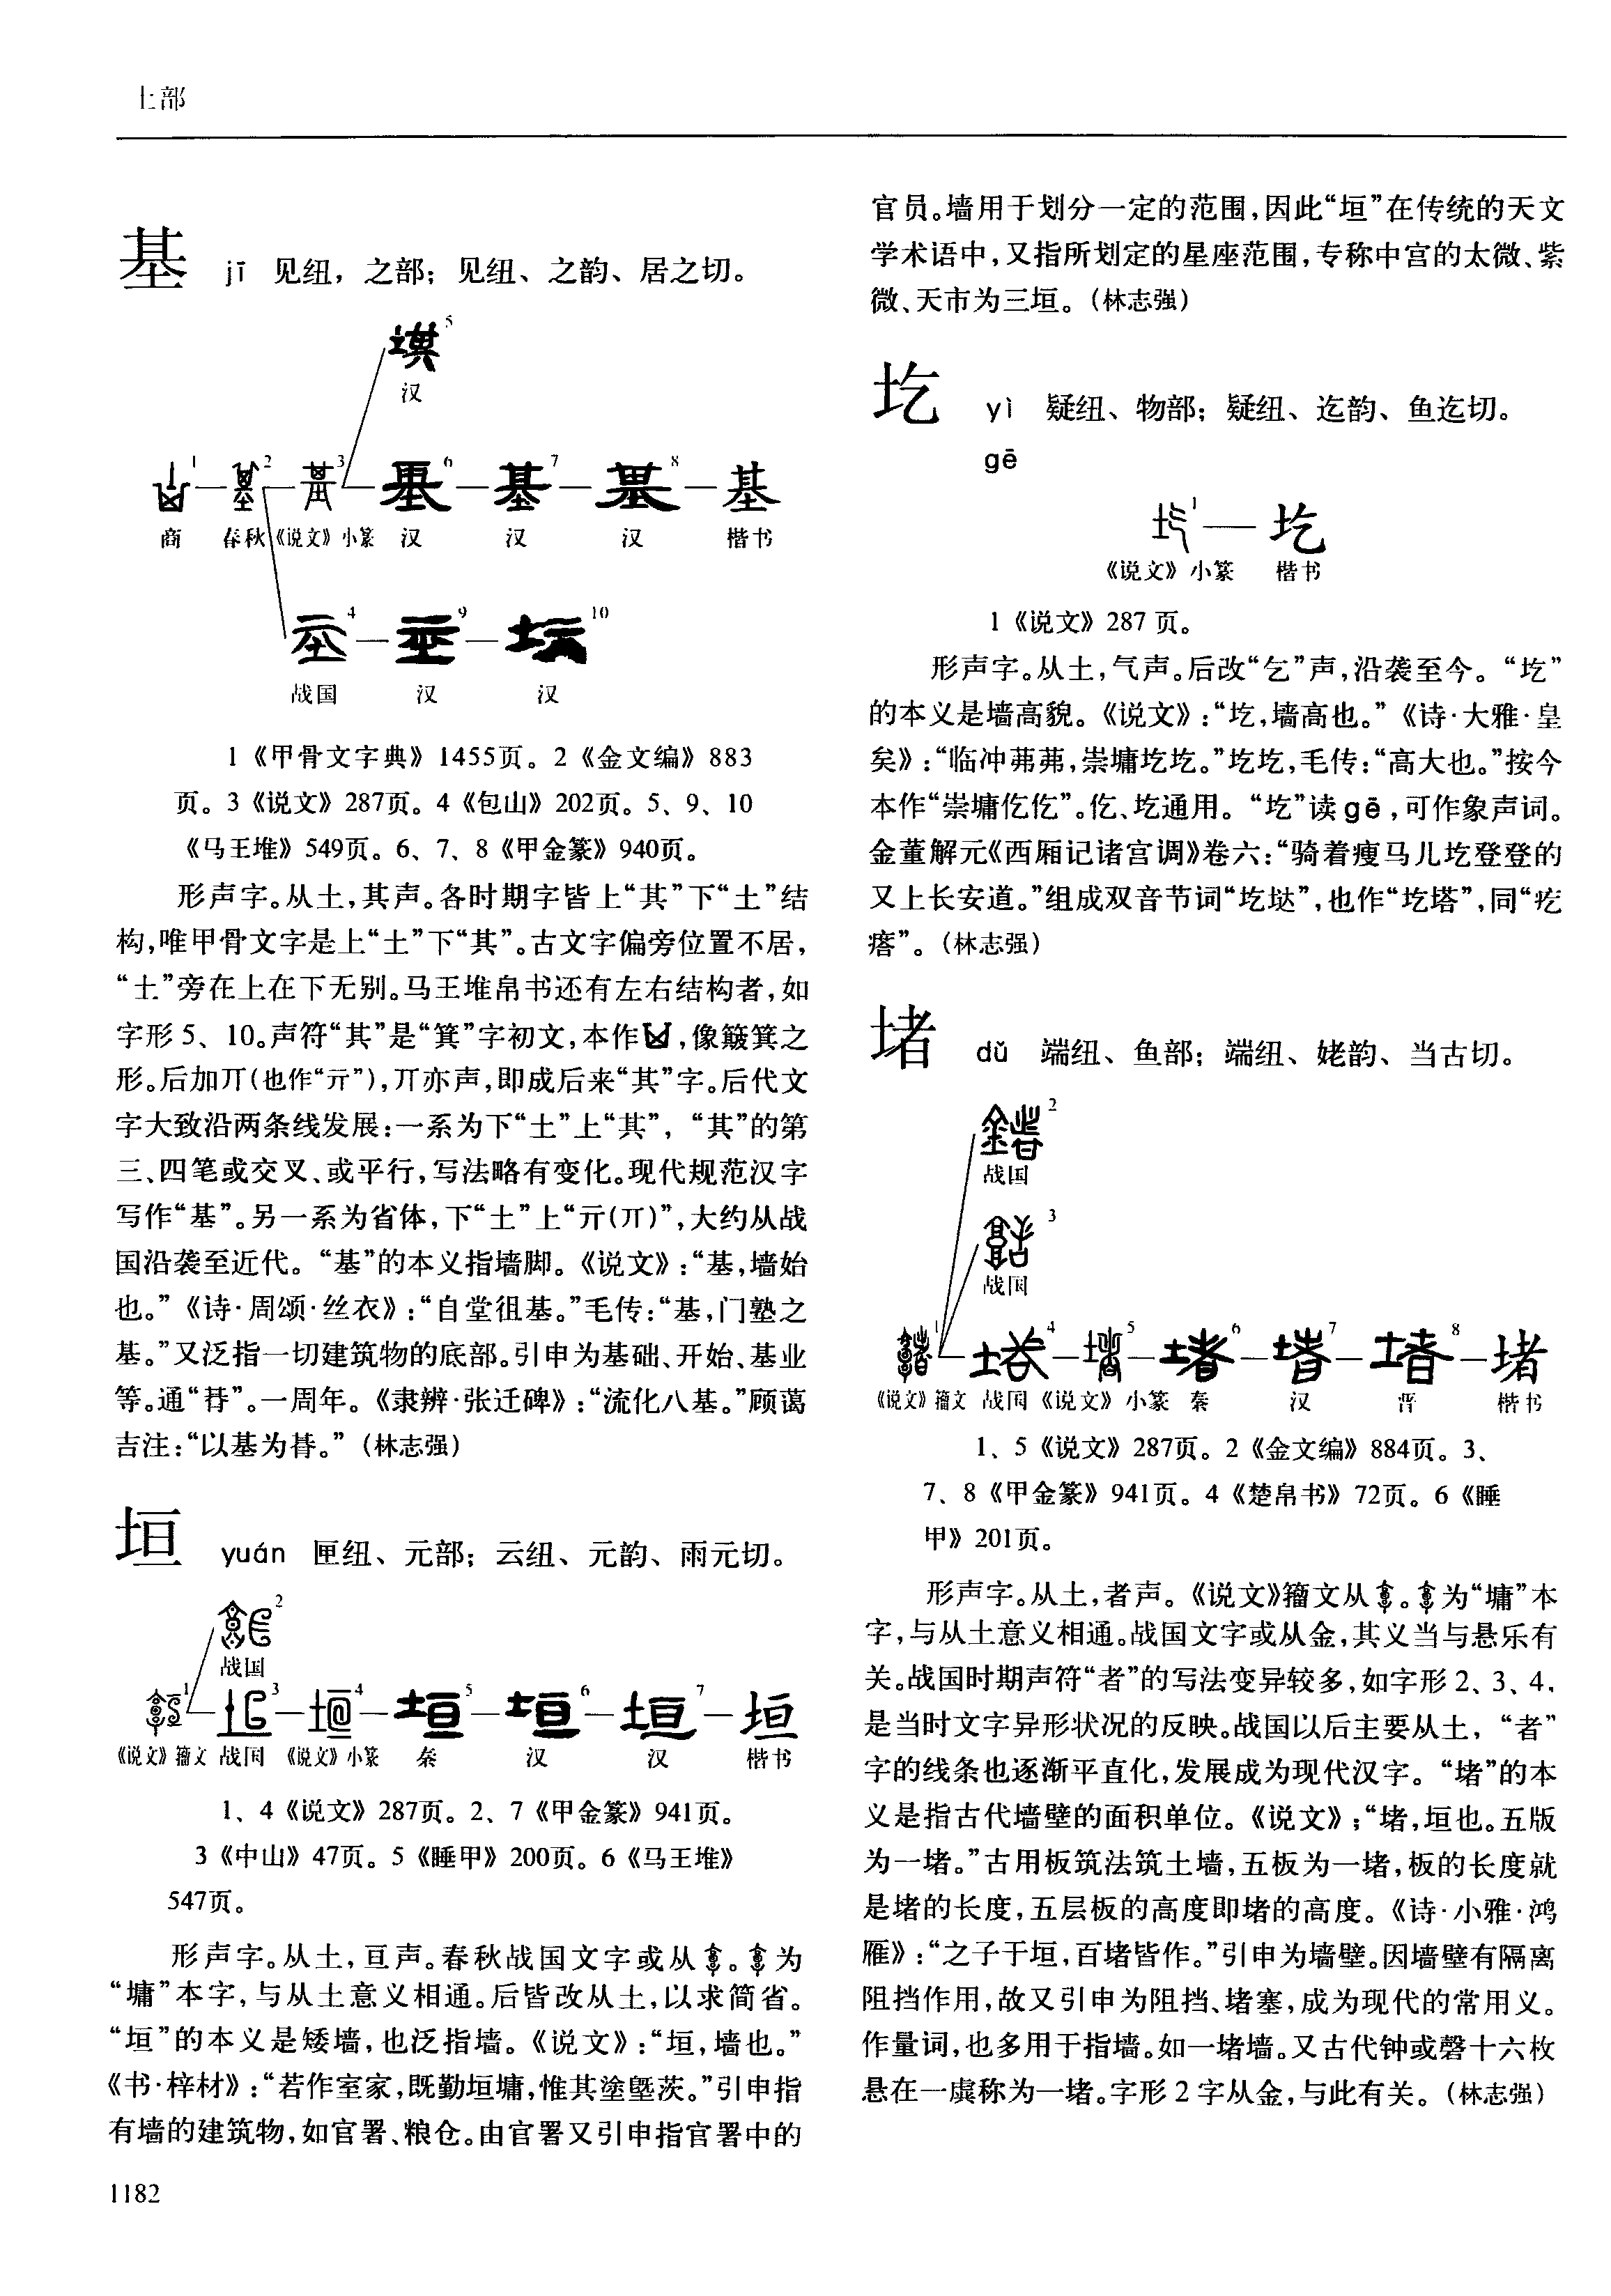 土部
基 jī 见纽，之部；见纽、之韵、居之切。
5
汉
1 2 3 6 7 8 基
商 春秋 《说文》小篆 汉 汉 汉 楷书
4 9 10
战国 汉 汉
1《甲骨文字典》1455页。2《金文编》883
页。3《说文》287页。4《包山》202页。5、9、10
《马王堆》549页。6、7、8《甲金篆》940页。
形声字。从土，其声。各时期字皆上“其”下“土”结
构，唯甲骨文字是上“土”下“其”。古文字偏旁位置不居，
“土”旁在上在下无别。马王堆帛书还有左右结构者，如
字形5、10。声符“其”是“箕”字初文，本作，像簸箕之
形。后加丌（也作“亓”），丌亦声，即成后来“其”字。后代文
字大致沿两条线发展：一系为下“土”上“其”，“其”的第
三、四笔或交叉、或平行，写法略有变化。现代规范汉字
写作“基”。另一系为省体，下“土”上“亓（丌）”，大约从战
国沿袭至近代。“基”的本义指墙脚。《说文》：“基，墙始
也。”《诗·周颂·丝衣》：“自堂徂基。”毛传：“基，门塾之
基。”又泛指一切建筑物的底部。引申为基础、开始、基业
等。通“朞”。一周年。《隶辨·张迁碑》：“流化八基。”顾蔼
吉注：“以基为朞。”（林志强）
垣 yuán 匣纽、元部；云纽、元韵、雨元切。
2
战国
1 3 4 5 6 7 垣
《说文》籀文 战国 《说文》小篆 秦 汉 汉 楷书
1、4《说文》287页。2、7《甲金篆》941页。
3《中山》47页。5《睡甲》200页。6《马王堆》
547页。
形声字。从土，亘声。春秋战国文字或从𩫖。𩫖为
“墉”本字，与从土意义相通。后皆改从土，以求简省。
“垣”的本义是矮墙，也泛指墙。《说文》：“垣，墙也。”
《书·梓材》：“若作室家，既勤垣墉，惟其塗塈茨。”引申指
有墙的建筑物，如官署、粮仓。由官署又引申指官署中的
1182
官员。墙用于划分一定的范围，因此“垣”在传统的天文
学术语中，又指所划定的星座范围，专称中宫的太微、紫
微、天市为三垣。（林志强）
圪 yì 疑纽、物部；疑纽、迄韵、鱼迄切。
gē
1 圪
《说文》小篆 楷书
1《说文》287页。
形声字。从土，气声。后改“乞”声，沿袭至今。“圪”
的本义是墙高貌。《说文》：“圪，墙高也。”《诗·大雅·皇
矣》：“临冲茀茀，崇墉圪圪。”圪圪，毛传：“高大也。”按今
本作“崇墉仡仡”。仡、圪通用。“圪”读gē，可作象声词。
金董解元《西厢记诸宫调》卷六：“骑着瘦马儿圪登登的
又上长安道。”组成双音节词“圪垯”，也作“圪塔”，同“疙
瘩”。（林志强）
堵 dǔ 端纽、鱼部；端纽、姥韵、当古切。
2
战国
3
战国
1 4 5 6 7 8 堵
《说文》籀文 战国 《说文》小篆 秦 汉 晋 楷书
1、5《说文》287页。2《金文编》884页。3、
7、8《甲金篆》941页。4《楚帛书》72页。6《睡
甲》201页。
形声字。从土，者声。《说文》籀文从𩫖。𩫖为“墉”本
字，与从土意义相通。战国文字或从金，其义当与悬乐有
关。战国时期声符“者”的写法变异较多，如字形2、3、4，
是当时文字异形状况的反映。战国以后主要从土，“者”
字的线条也逐渐平直化，发展成为现代汉字。“堵”的本
义是指古代墙壁的面积单位。《说文》；“堵，垣也。五版
为一堵。”古用板筑法筑土墙，五板为一堵，板的长度就
是堵的长度，五层板的高度即堵的高度。《诗·小雅·鸿
雁》：“之子于垣，百堵皆作。”引申为墙壁。因墙壁有隔离
阻挡作用，故又引申为阻挡、堵塞，成为现代的常用义。
作量词，也多用于指墙。如一堵墙。又古代钟或磬十六枚
悬在一虡称为一堵。字形2字从金，与此有关。（林志强）